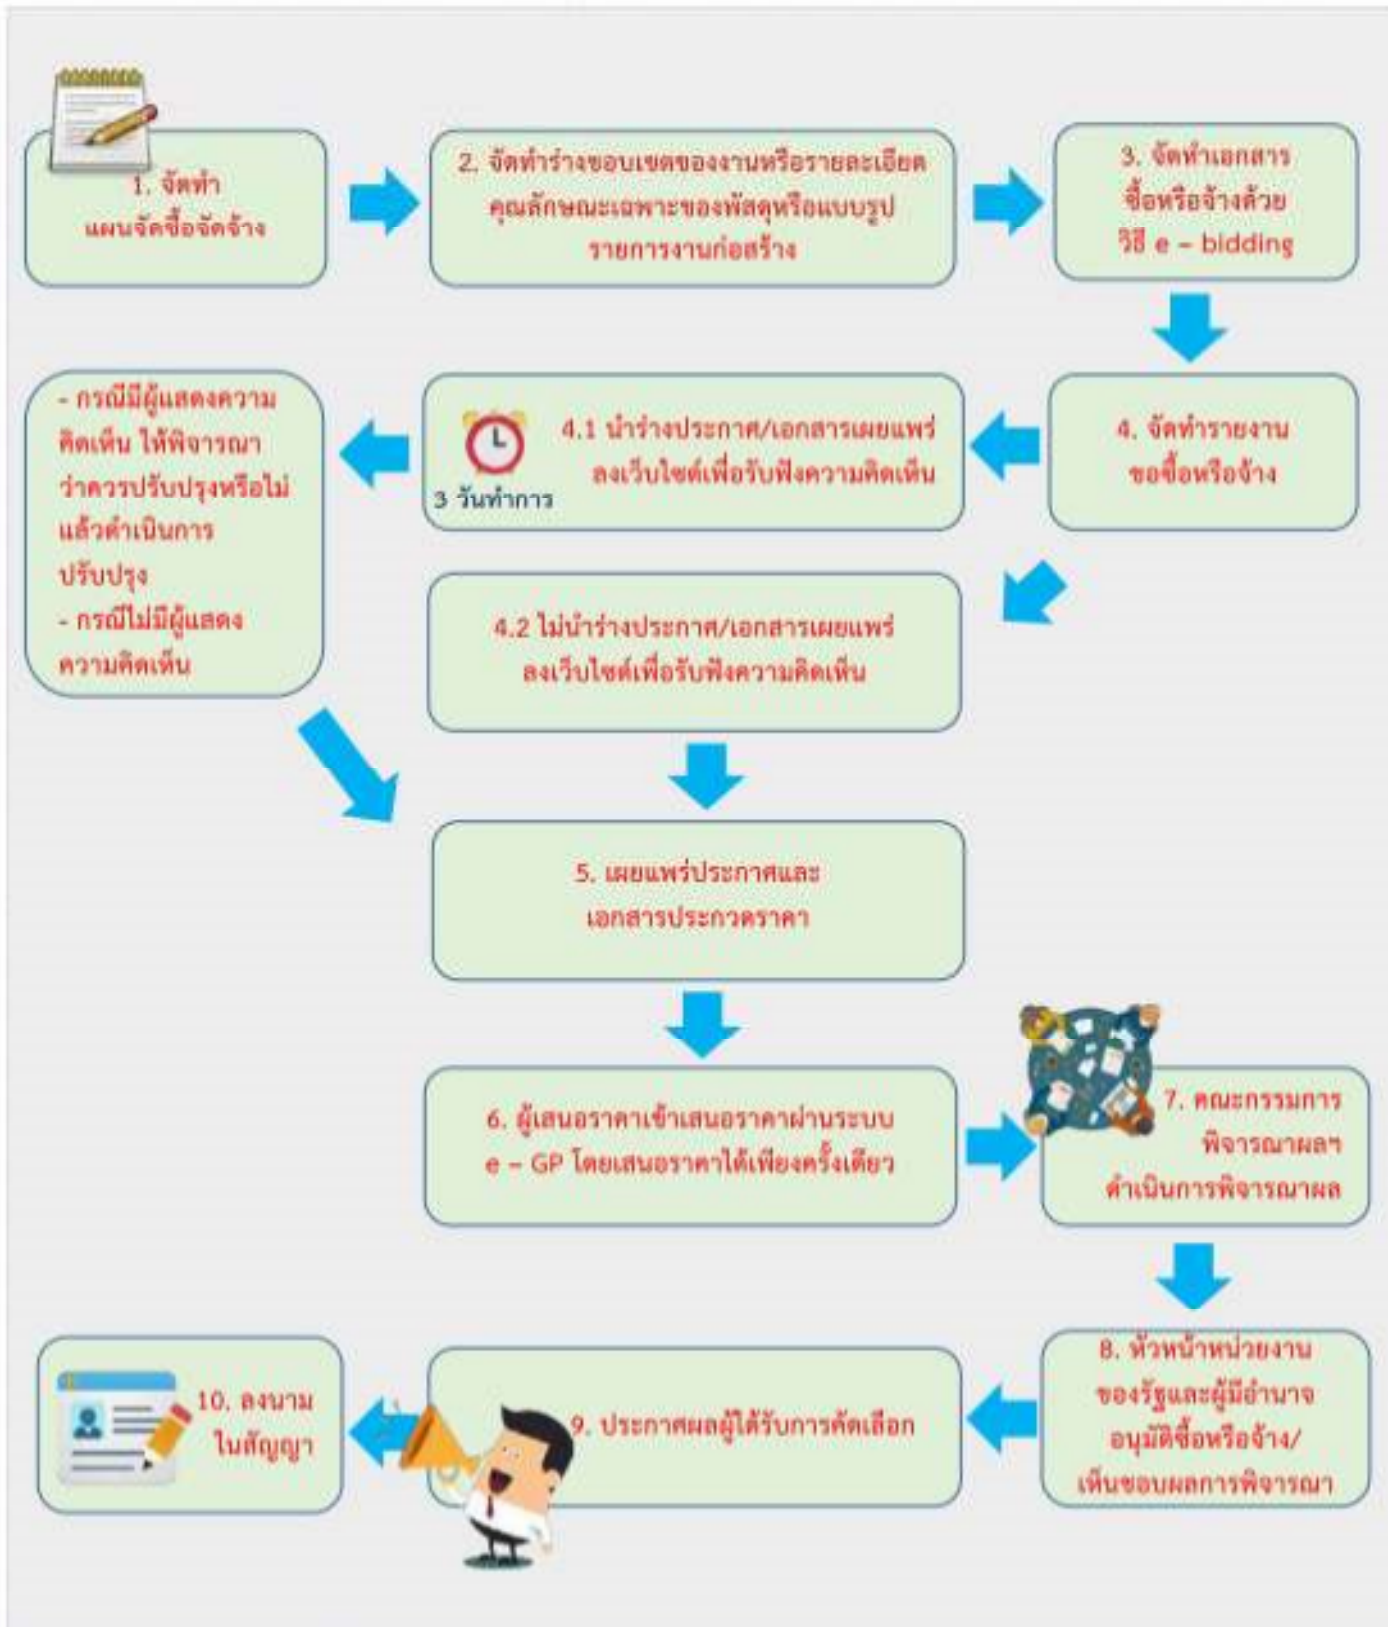 1. จัดทำ
แผนจัดซื้อจัดจ้าง
2. จัดทำร่างขอบเขตของงานหรือรายละเอียด
คุณลักษณะเฉพาะของพัสดุหรือแบบรูป
รายการงานก่อสร้าง
3. จัดทำเอกสาร
ซื้อหรือจ้างด้วย
วิธี e – bidding
4. จัดทำรายงาน
ขอซื้อหรือจ้าง
4.1 นำร่างประกาศ/เอกสารเผยแพร่
ลงเว็บไซต์เพื่อรับฟังความคิดเห็น
3 วันทำการ
- กรณีมีผู้แสดงความ
คิดเห็น ให้พิจารณา
ว่าควรปรับปรุงหรือไม่
แล้วดำเนินการ
ปรับปรุง
- กรณีไม่มีผู้แสดง
ความคิดเห็น
4.2 ไม่นำร่างประกาศ/เอกสารเผยแพร่
ลงเว็บไซต์เพื่อรับฟังความคิดเห็น
5. เผยแพร่ประกาศและ
เอกสารประกวดราคา
6. ผู้เสนอราคาเข้าเสนอราคาผ่านระบบ
e – GP โดยเสนอราคาได้เพียงครั้งเดียว
7. คณะกรรมการ
พิจารณาผลฯ
ดำเนินการพิจารณาผล
8. หัวหน้าหน่วยงาน
ของรัฐและผู้มีอำนาจ
อนุมัติซื้อหรือจ้าง/
เห็นชอบผลการพิจารณา
9. ประกาศผลผู้ได้รับการคัดเลือก
10. ลงนาม
ในสัญญา